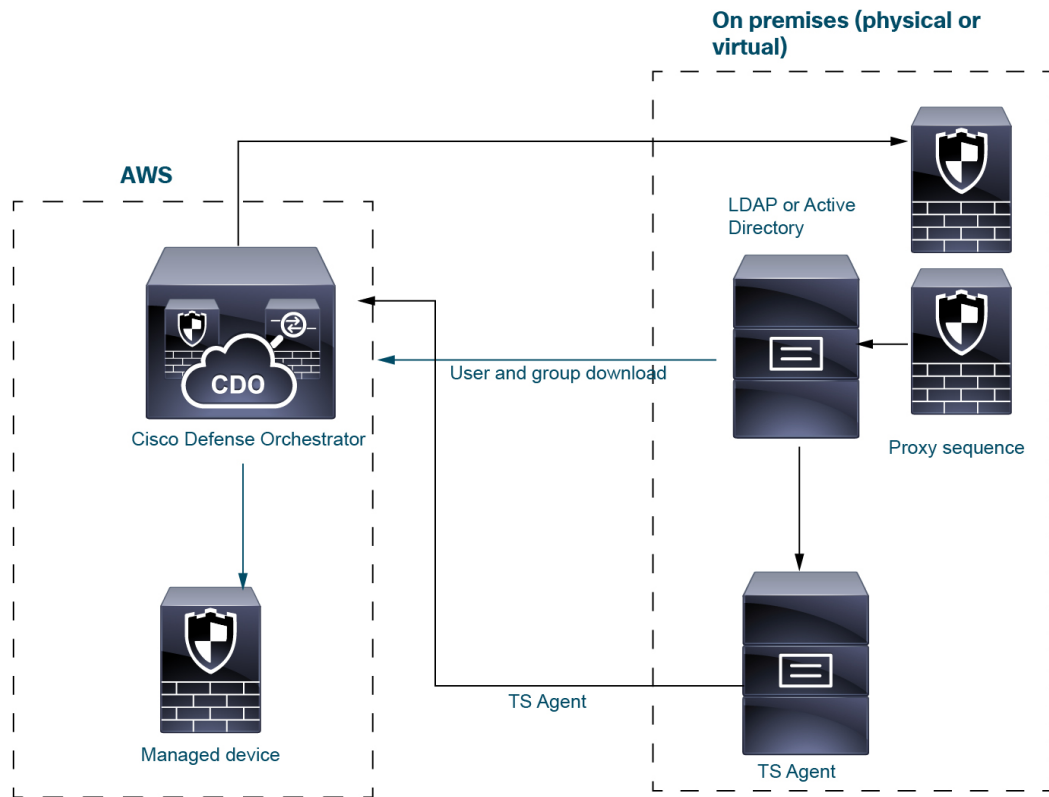 On premises (physical or
virtual)
AWS
LDAP or Active
Directory
CDO
User and group download
Cisco Defense Orchestrator
Proxy sequence
TS Agent
Managed device
TS Agent